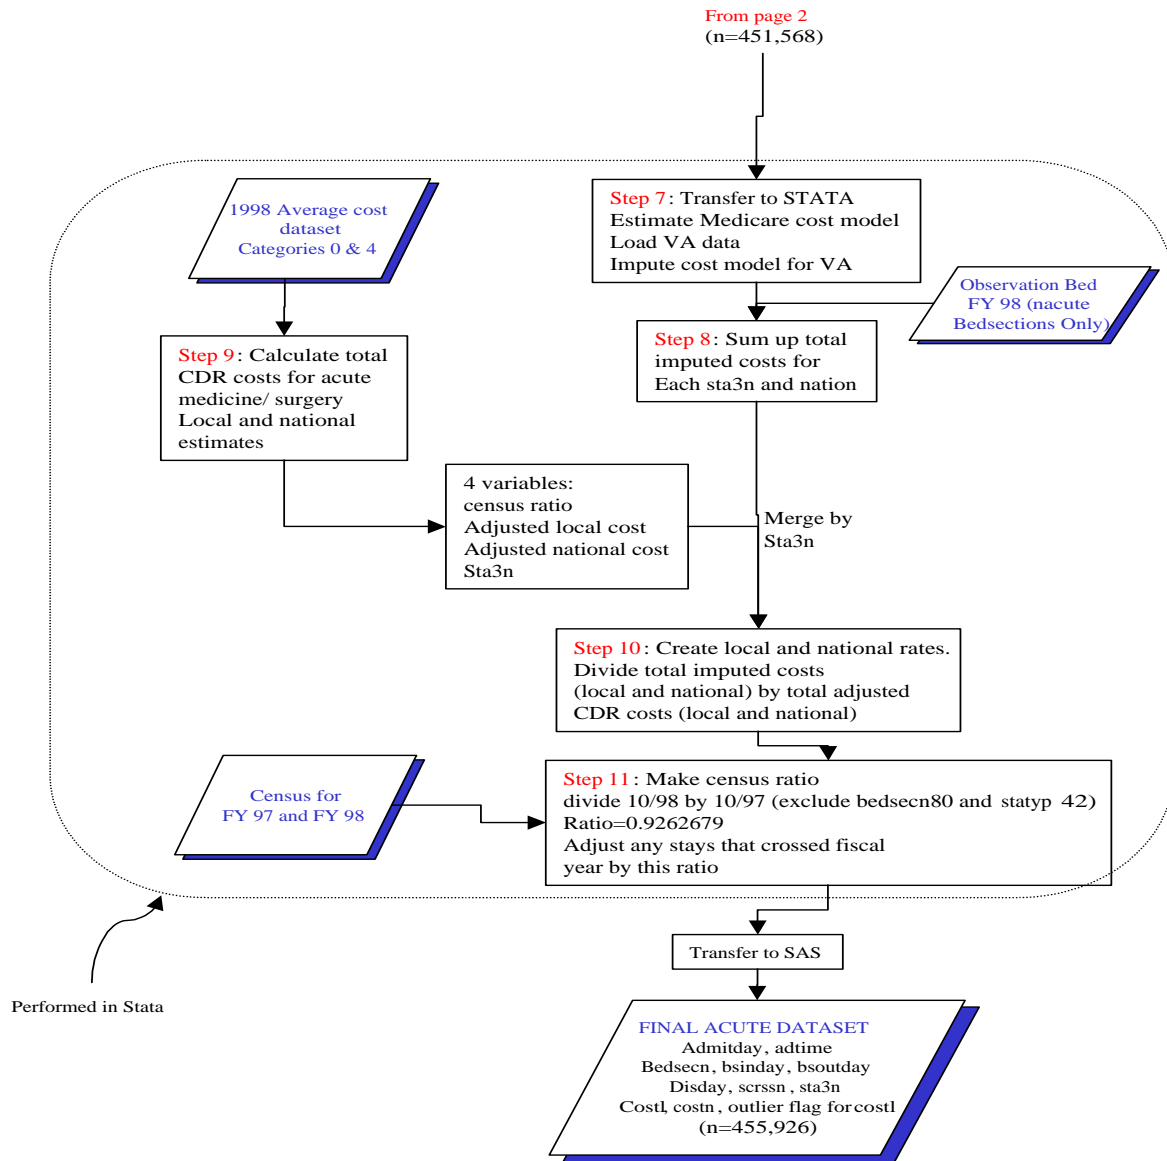 From page 2
(n=451,568)
1998 Average cost
dataset
Categories 0 & 4
Step 7: Transfer to STATA
Estimate Medicare cost model
Load VA data
Impute cost model for VA
Observation Bed
FY 98 (nacute
Bedsections Only)
Step 9: Calculate total
CDR costs for acute
medicine/ surgery
Local and national
estimates
Step 8: Sum up total
imputed costs for
Each sta3n and nation
4 variables:
census ratio
Adjusted local cost
Adjusted national cost
Sta3n
Merge by
Sta3n
Step 10: Create local and national rates.
Divide total imputed costs
(local and national) by total adjusted
CDR costs (local and national)
Census for
FY 97 and FY 98
Step 11: Make census ratio
divide 10/98 by 10/97 (exclude bedsecn80 and statyp 42)
Ratio=0.9262679
Adjust any stays that crossed fiscal
year by this ratio
Transfer to SAS
Performed in Stata
FINAL ACUTE DATASET
Admitday, adtime
Bedsecn, bsinday, bsoutday
Disday, scrssn, sta3n
Costl, costn, outlier flag for costl
(n=455,926)